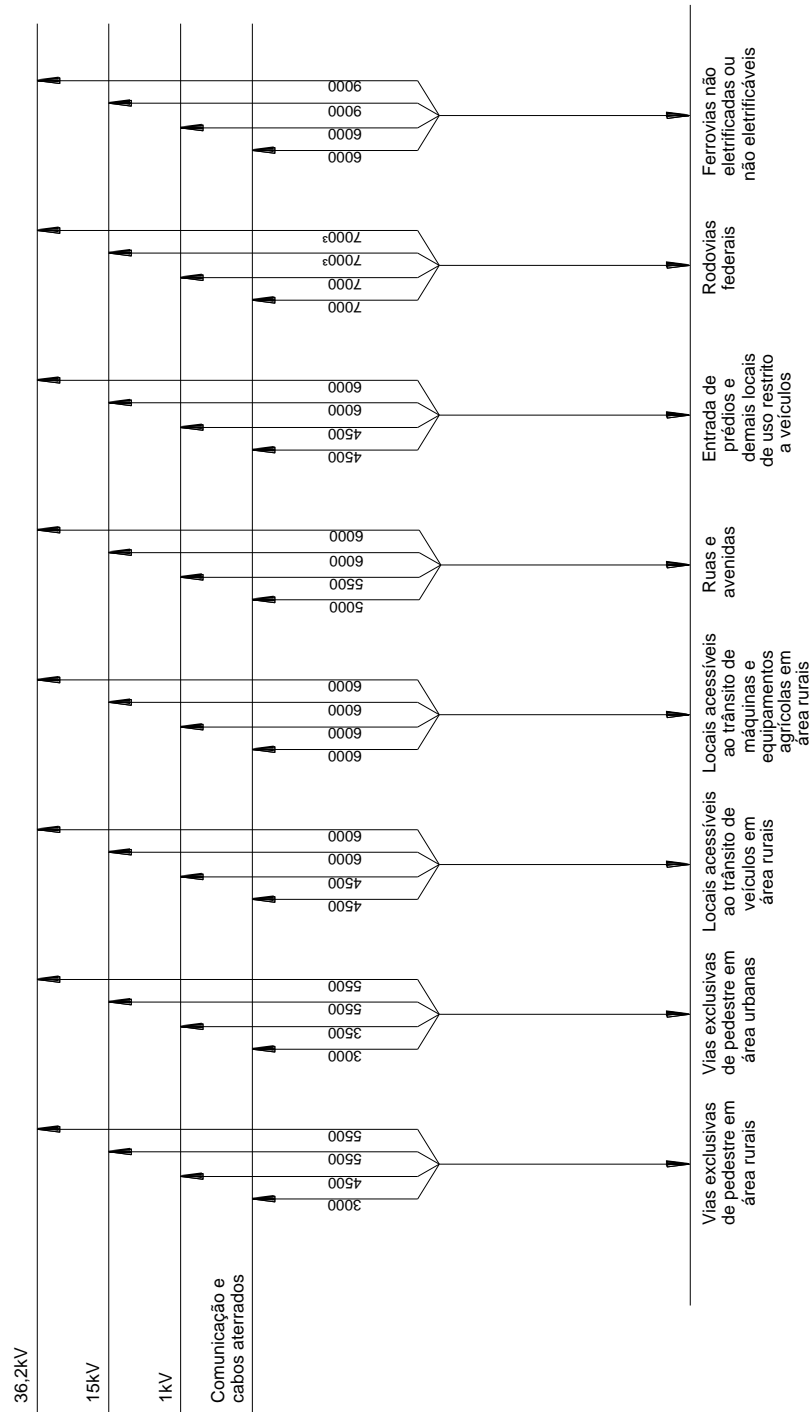 36,2kV
15kV
1kV
Comunicação e
cabos aterrados
3000
4500
5500
5500
Vias exclusivas
de pedestre em
área rurais
3000
3500
5500
5500
Vias exclusivas
de pedestre em
área urbanas
4500
4500
6000
6000
Locais acessíveis
ao trânsito de
veículos em
área rurais
6000
6000
6000
6000
Locais acessíveis
ao trânsito de
máquinas e
equipamentos
agrícolas em
área rurais
5000
5500
6000
6000
Ruas e
avenidas
4500
4500
6000
6000
Entrada de
prédios e
demais locais
de uso restrito
a veículos
7000
7000
7000³
7000³
Rodovias
federais
6000
6000
9000
9000
Ferrovias não
eletrificadas ou
não eletrificáveis